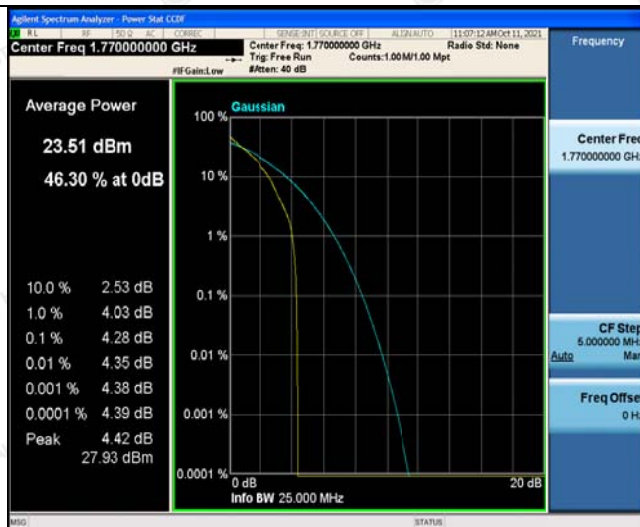 Agilent Spectrum Analyzer - Power Stat CCDF
RL RF 50 Ω AC CORREC SENSE:INT SOURCE OFF ALIGN AUTO 11:07:12 AM Oct 11, 2021
Center Freq 1.770000000 GHz
Center Freq: 1.770000000 GHz Radio Std: None
Trig: Free Run Counts:1.00 M/1.00 Mpt
#IFGain:Low #Atten: 40 dB
Frequency
Average Power
23.51 dBm
46.30 % at 0dB
10.0 % 2.53 dB
1.0 % 4.03 dB
0.1 % 4.28 dB
0.01 % 4.35 dB
0.001 % 4.38 dB
0.0001 % 4.39 dB
Peak 4.42 dB
27.93 dBm
Gaussian
100 %
10 %
1 %
0.1 %
0.01 %
0.001 %
0.0001 %
0 dB 20 dB
Info BW 25.000 MHz
Center Freq
1.770000000 GHz
CF Step
5.000000 MHz
Auto Man
Freq Offset
0 Hz
MSG STATUS